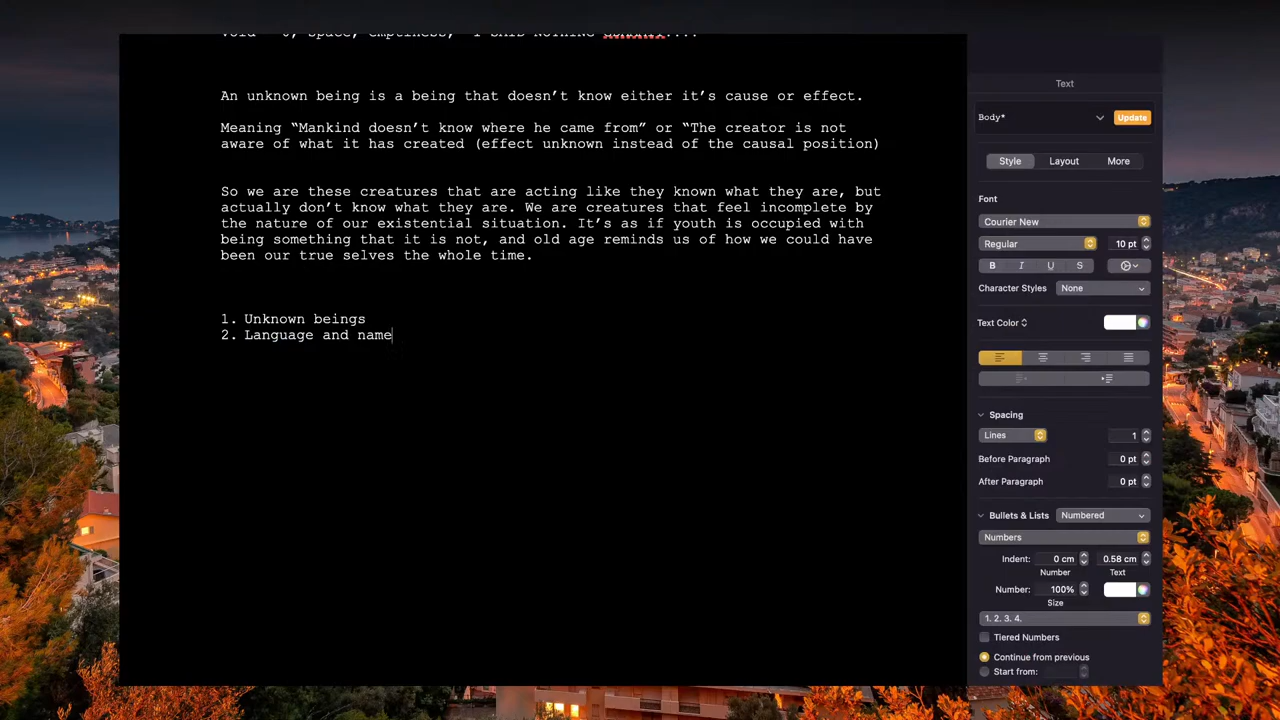 An unknown being is a being that doesn't know either it's cause or effect.
Meaning "Mankind doesn't know where he came from" or "The creator is not
aware of what it has created (effect unknown instead of the causal position)
So we are these creatures that are acting like they known what they are, but
actually don't know what they are. We are creatures that feel incomplete by
the nature of our existential situation. It's as if youth is occupied with
being something that it is not, and old age reminds us of how we could have
been our true selves the whole time.
1. Unknown beings
2. Language and name
Text
Body*
Update
Style Layout More
Font
Courier New
Regular 10 pt
B I U S
Character Styles None
Text Color
Spacing
Lines 1
Before Paragraph 0 pt
After Paragraph 0 pt
Bullets & Lists Numbered
Numbers
Indent: 0 cm 0.58 cm
Number Text
Number: 100%
Size
1. 2. 3. 4.
Tiered Numbers
Continue from previous
Start from: